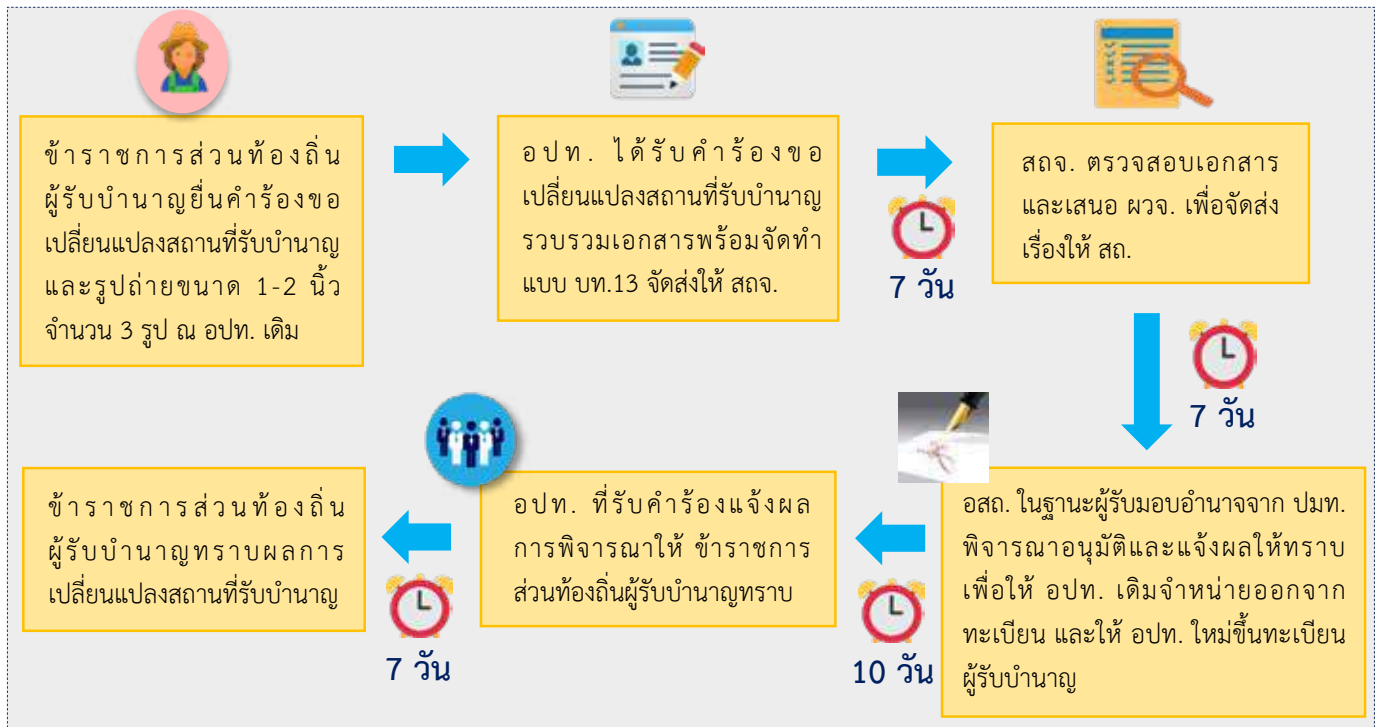 ข้าราชการส่วนท้องถิ่น
ผู้รับบำนาญยื่นคำร้องขอ
เปลี่ยนแปลงสถานที่รับบำนาญ
และรูปถ่ายขนาด 1-2 นิ้ว
จำนวน 3 รูป ณ อปท. เดิม
อปท. ได้รับคำร้องขอ
เปลี่ยนแปลงสถานที่รับบำนาญ
รวบรวมเอกสารพร้อมจัดทำ
แบบ บท.13 จัดส่งให้ สถจ.
7 วัน
สถจ. ตรวจสอบเอกสาร
และเสนอ ผวจ. เพื่อจัดส่ง
เรื่องให้ สถ.
7 วัน
อสถ. ในฐานะผู้รับมอบอำนาจจาก ปมท.
พิจารณาอนุมัติและแจ้งผลให้ทราบ
เพื่อให้ อปท. เดิมจำหน่ายออกจาก
ทะเบียน และให้ อปท. ใหม่ขึ้นทะเบียน
ผู้รับบำนาญ
10 วัน
อปท. ที่รับคำร้องแจ้งผล
การพิจารณาให้ ข้าราชการ
ส่วนท้องถิ่นผู้รับบำนาญทราบ
7 วัน
ข้าราชการส่วนท้องถิ่น
ผู้รับบำนาญทราบผลการ
เปลี่ยนแปลงสถานที่รับบำนาญ